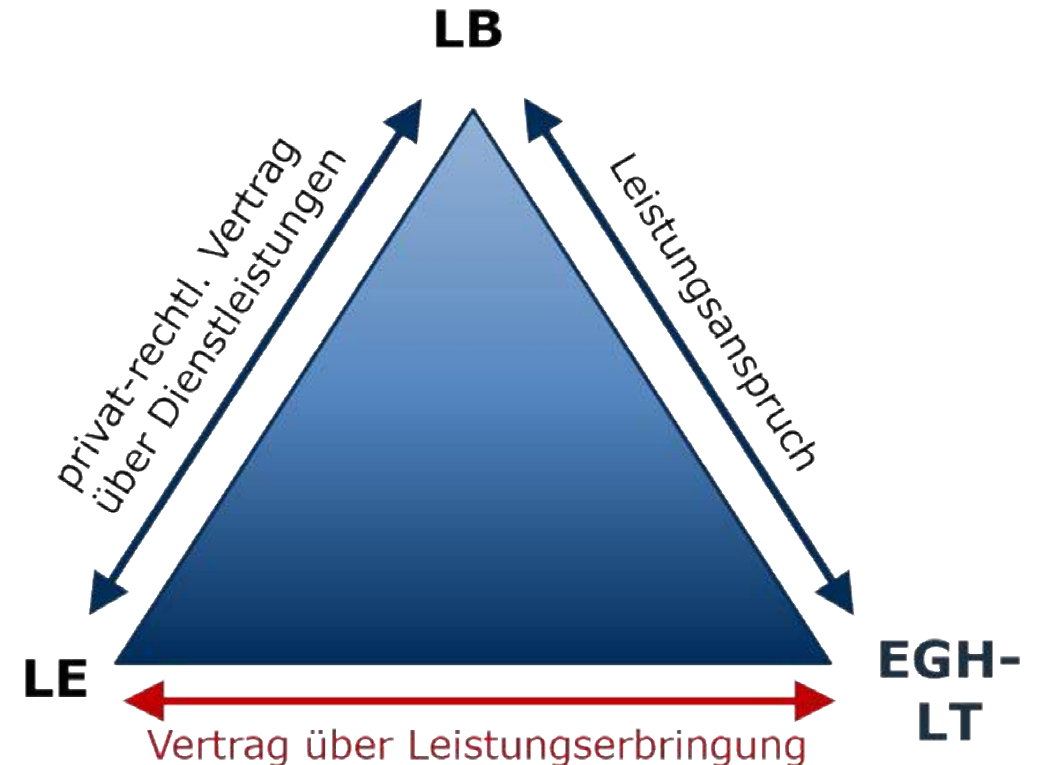 LB
privat-rechtl. Vertrag
über Dienstleistungen
Leistungsanspruch
LE
EGH-
LT
Vertrag über Leistungserbringung